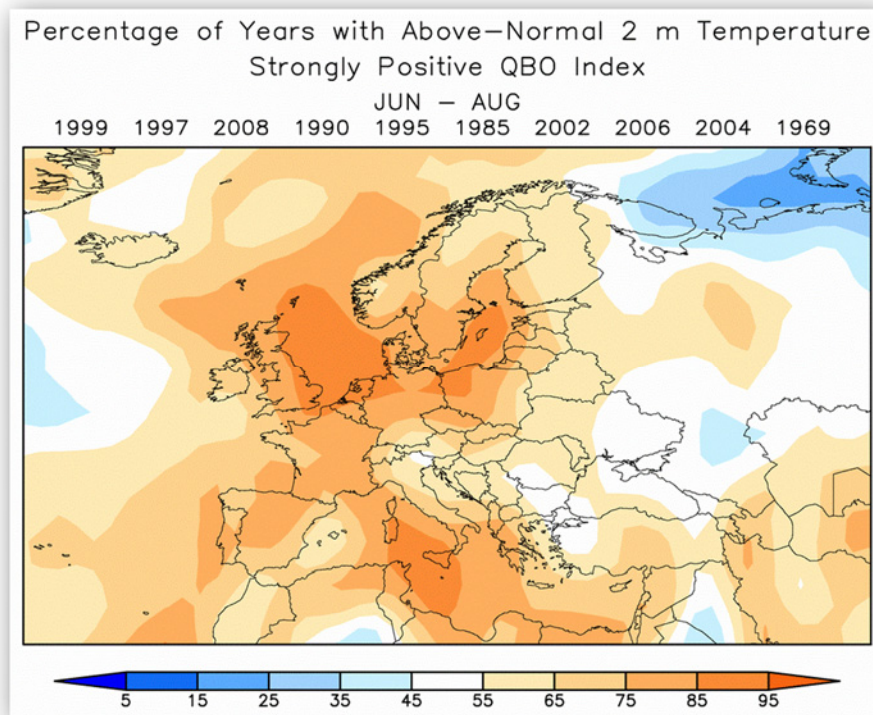 Percentage of Years with Above−Normal 2 m Temperature
Strongly Positive QBO Index
JUN − AUG
1999 1997 2008 1990 1995 1985 2002 2006 2004 1969
5 15 25 35 45 55 65 75 85 95